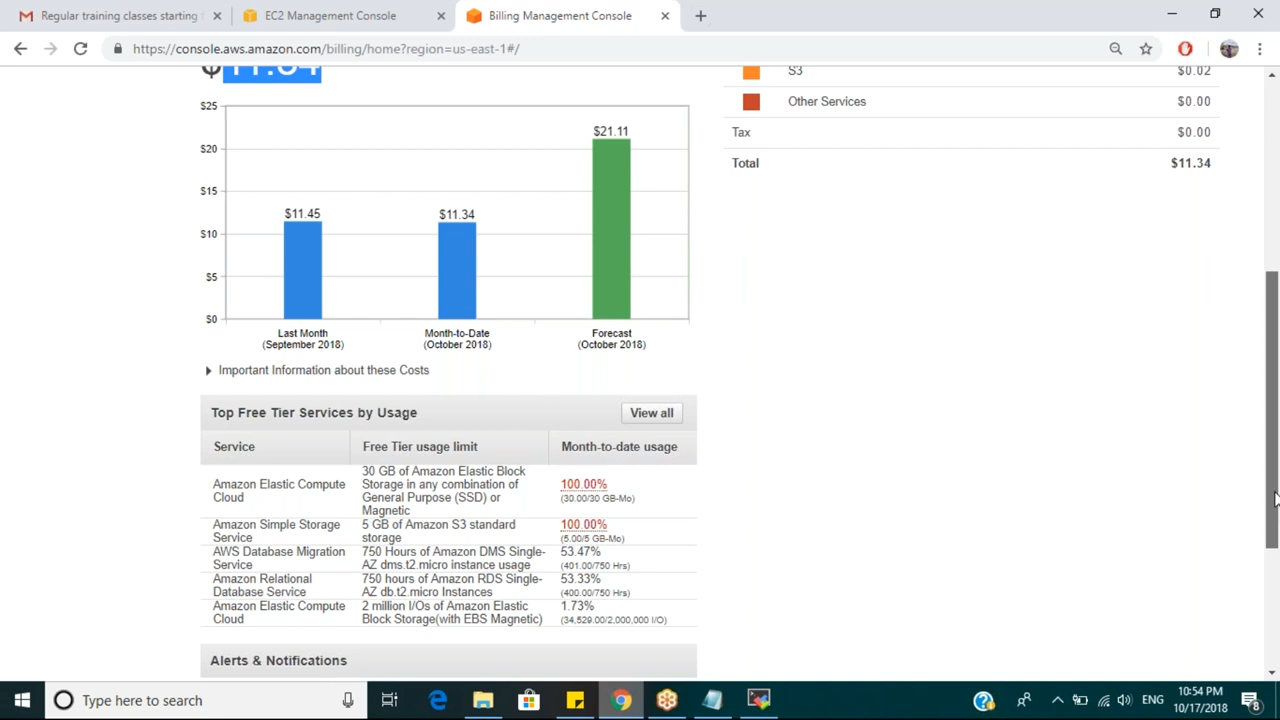 Regular training classes starting
EC2 Management Console
Billing Management Console
https://console.aws.amazon.com/billing/home?region=us-east-1#/
S3 $0.02
Other Services $0.00
Tax $0.00
Total $11.34
$25
$20
$15
$10
$5
$0
$11.45
$11.34
$21.11
Last Month
(September 2018)
Month-to-Date
(October 2018)
Forecast
(October 2018)
Important Information about these Costs
Top Free Tier Services by Usage
View all
Service
Free Tier usage limit
Month-to-date usage
Amazon Elastic Compute
Cloud
30 GB of Amazon Elastic Block
Storage in any combination of
General Purpose (SSD) or
Magnetic
100.00%
(30.00/30 GB-Mo)
Amazon Simple Storage
Service
5 GB of Amazon S3 standard
storage
100.00%
(5.00/5 GB-Mo)
AWS Database Migration
Service
750 Hours of Amazon DMS Single-
AZ dms.t2.micro instance usage
53.47%
(401.00/750 Hrs)
Amazon Relational
Database Service
750 hours of Amazon RDS Single-
AZ db.t2.micro Instances
53.33%
(400.00/750 Hrs)
Amazon Elastic Compute
Cloud
2 million I/Os of Amazon Elastic
Block Storage(with EBS Magnetic)
1.73%
(34,529.00/2,000,000 I/O)
Alerts & Notifications
Type here to search
ENG
10:54 PM
10/17/2018
8